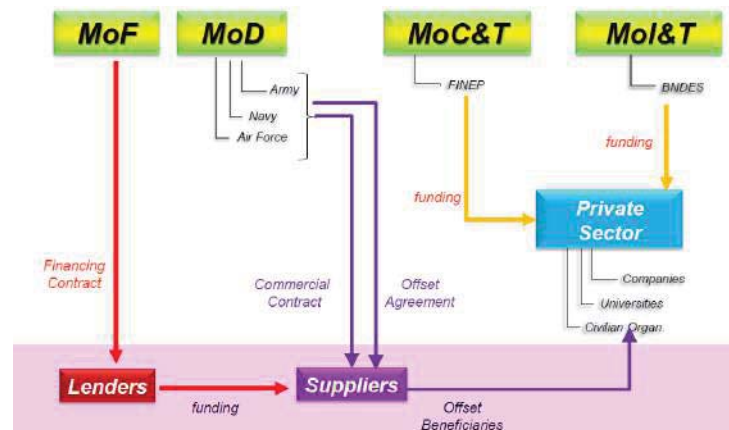 MoF
MoD
MoC&T
MoI&T
Army
Navy
Air Force
FINEP
BNDES
funding
funding
Private
Sector
Financing
Contract
Commercial
Contract
Offset
Agreement
Companies
Universities
Civilian Organ.
Lenders
funding
Suppliers
Offset
Beneficiaries